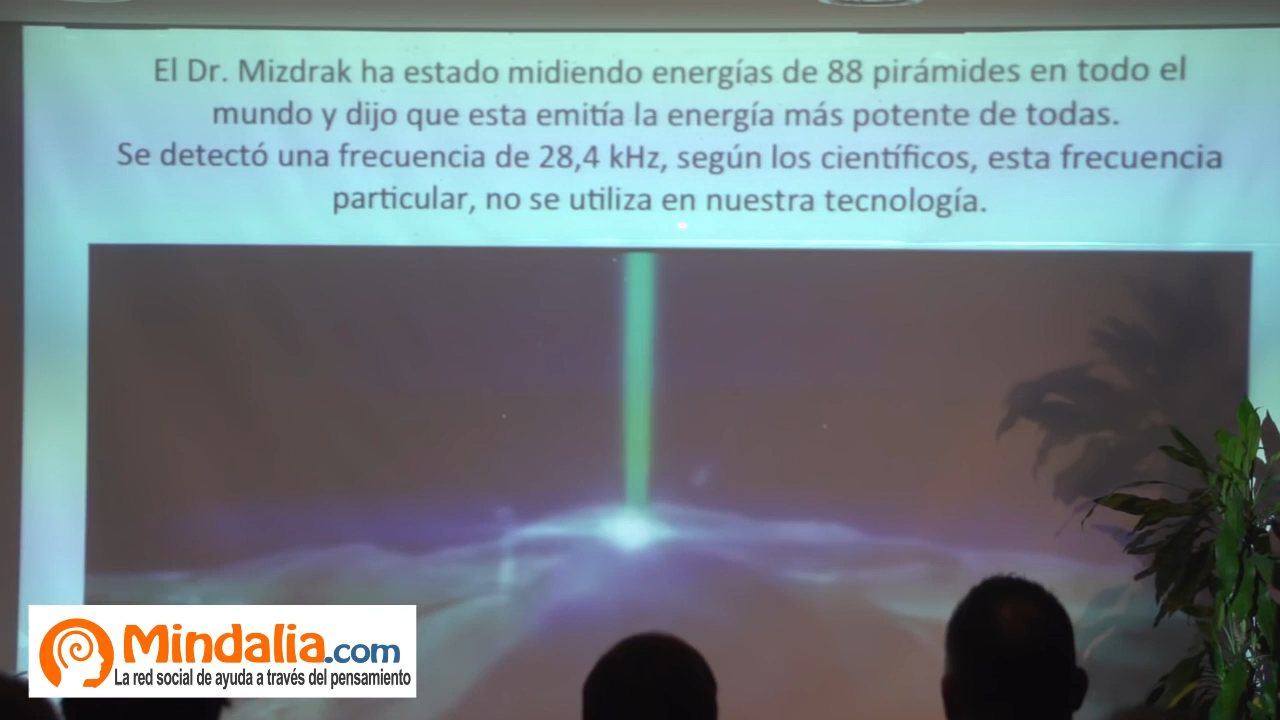 El Dr. Mizdrak ha estado midiendo energías de 88 pirámides en todo el
mundo y dijo que esta emitía la energía más potente de todas.
Se detectó una frecuencia de 28,4 kHz, según los científicos, esta frecuencia
particular, no se utiliza en nuestra tecnología.
Mindalia.com
La red social de ayuda a través del pensamiento